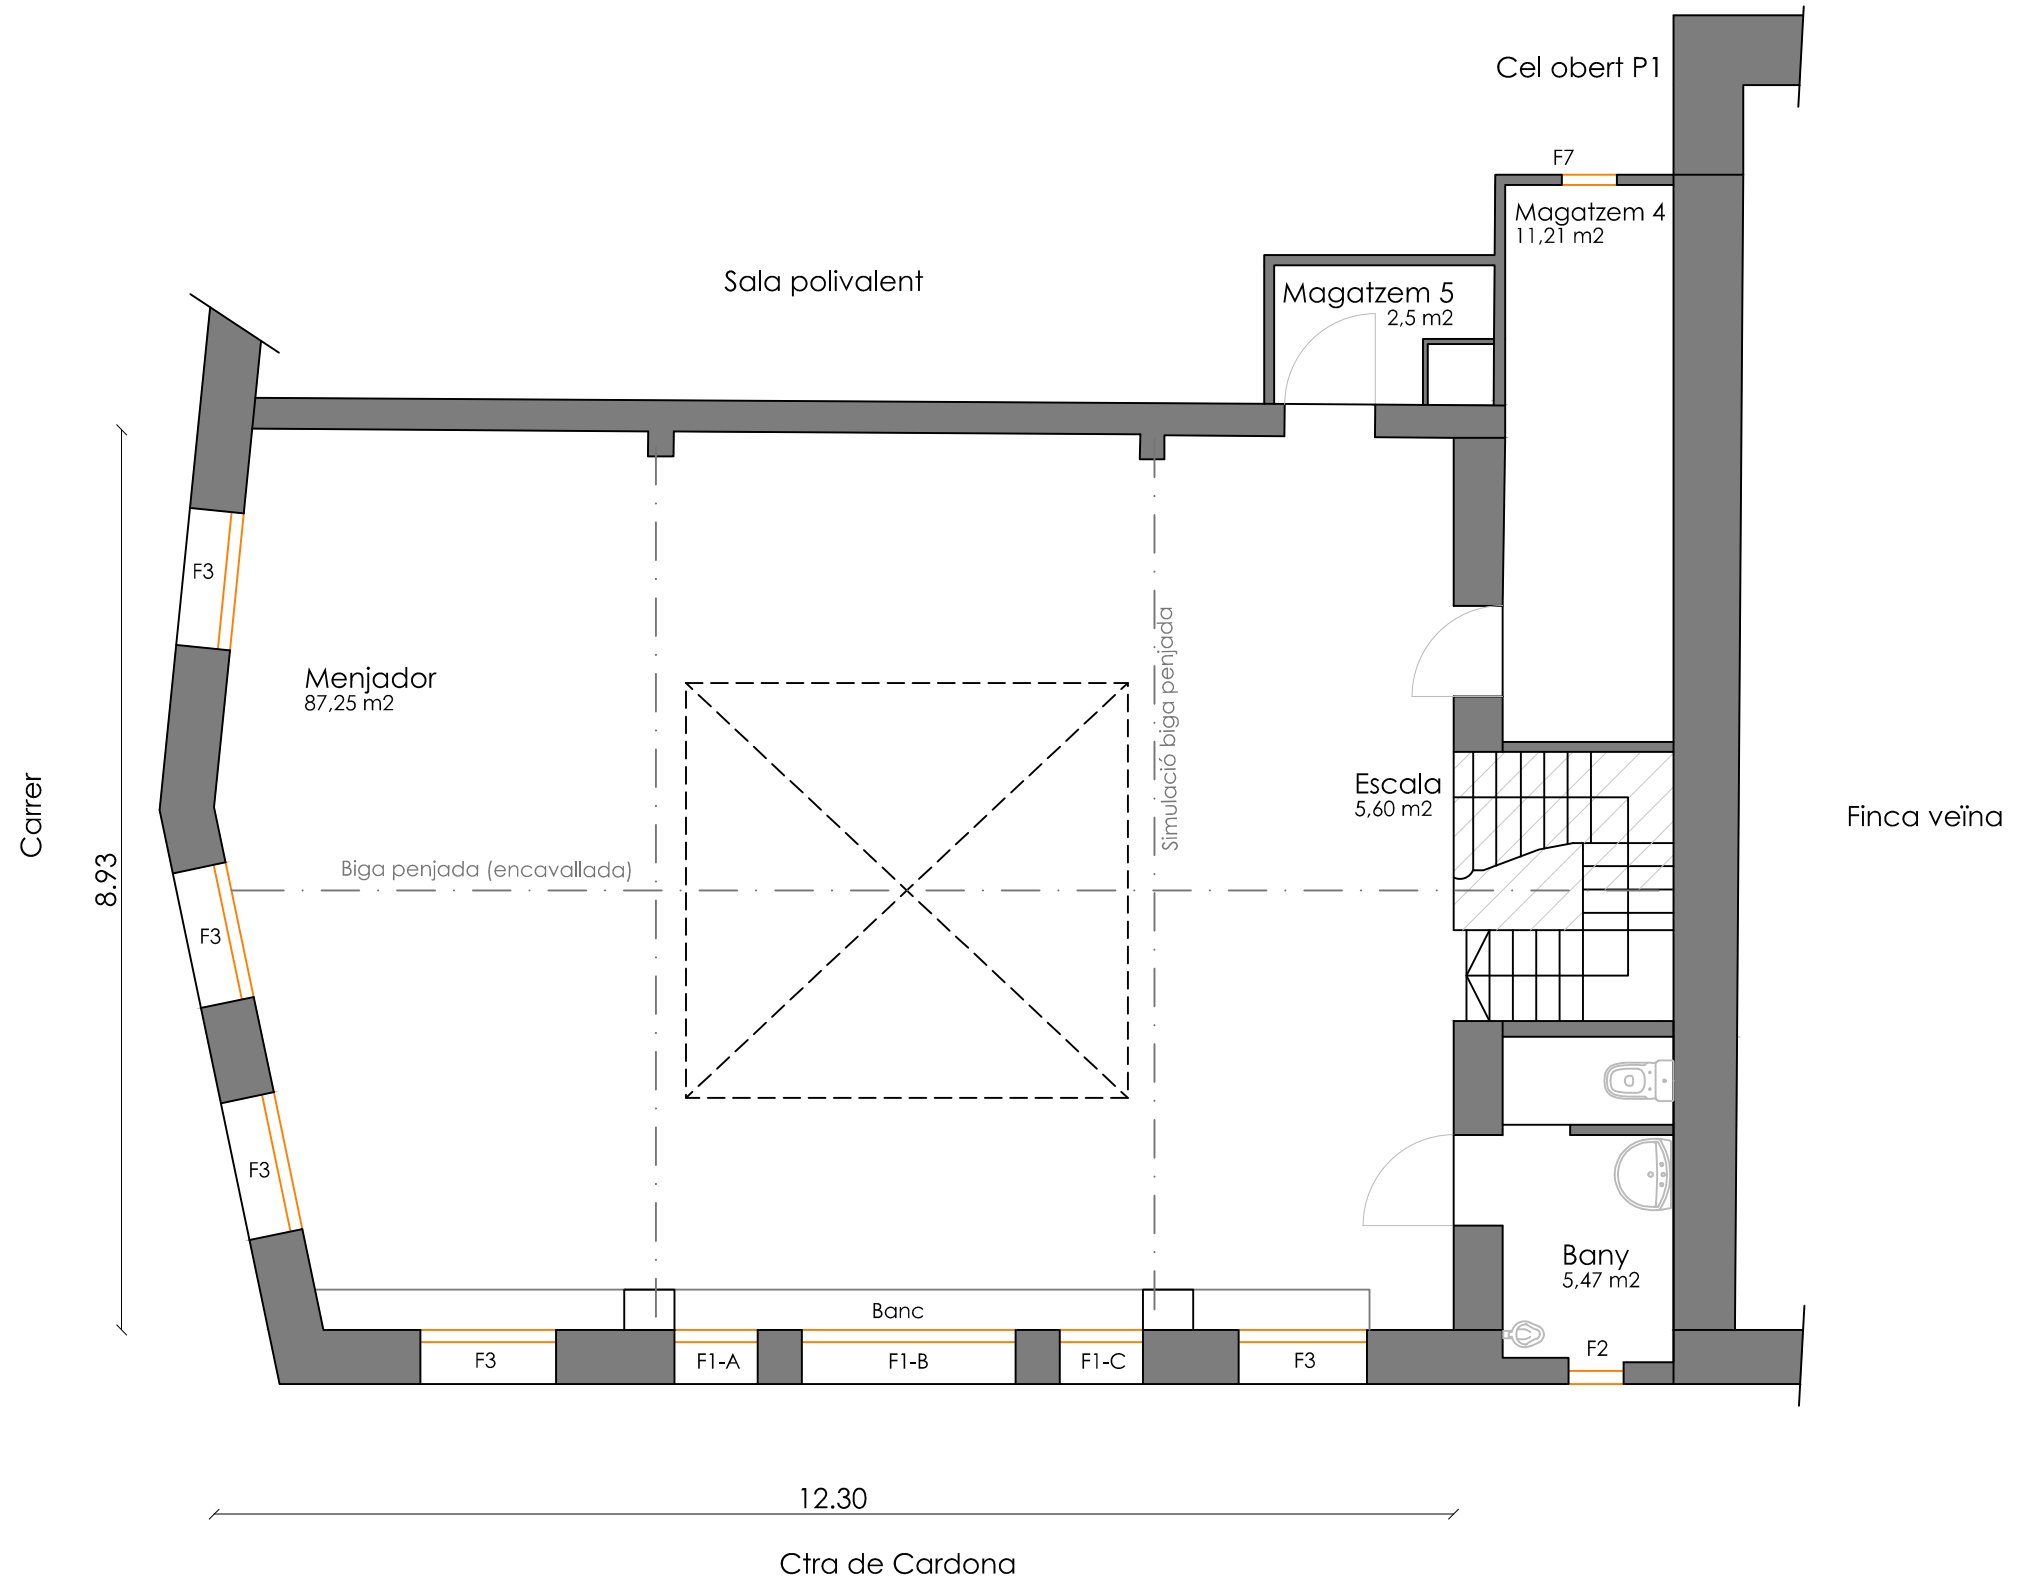 Cel obert P1
F7
Magatzem 4
11,21 m2
Sala polivalent
Magatzem 5
2,5 m2
F3
Menjador
87,25 m2
Simulació biga penjada
Escala
5,60 m2
Carrer
Finca veïna
8.93
Biga penjada (encavallada)
F3
F3
Bany
5,47 m2
Banc
F3
F1-A
F1-B
F1-C
F3
F2
12.30
Ctra de Cardona